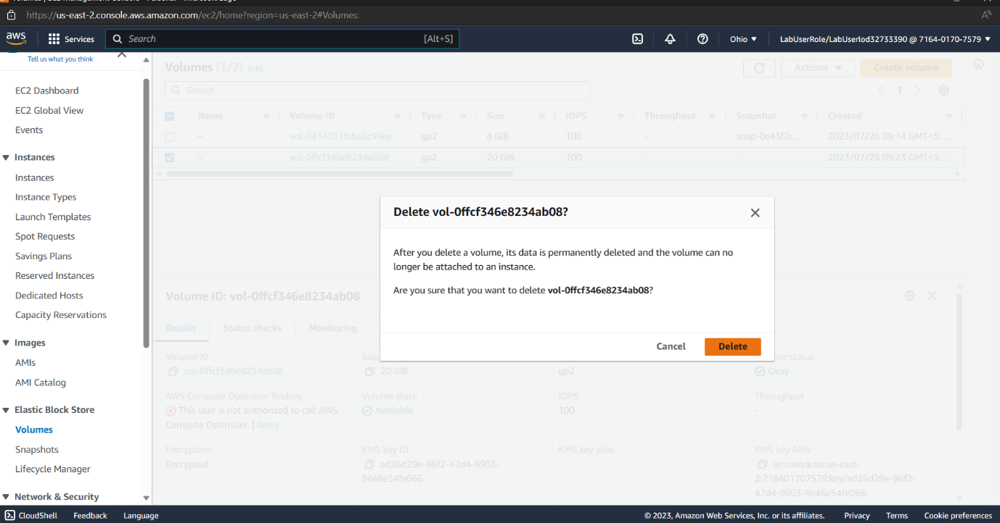 https://us-east-2.console.aws.amazon.com/ec2/home?region=us-east-2#Volumes:
aws
Services
Search
[Alt+S]
Ohio
LabUserRole/LabUserlod32733390 @ 7164-0170-7579
Tell us what you think
EC2 Dashboard
EC2 Global View
Events
Instances
Instances
Instance Types
Launch Templates
Spot Requests
Savings Plans
Reserved Instances
Dedicated Hosts
Capacity Reservations
Images
AMIs
AMI Catalog
Elastic Block Store
Volumes
Snapshots
Lifecycle Manager
Network & Security
Volumes (1/2) Info
Actions
Create volume
Search
1
Name Volume ID Type Size IOPS Throughput Snapshot Created
– vol-0414351fc6a2c99ee gp2 8 GiB 100 - snap-0e43f2c... 2023/07/26 09:14 GMT+5:...
– vol-0ffcf346e8234ab08 gp2 20 GiB 100 - - 2023/07/26 09:23 GMT+5:...
Delete vol-0ffcf346e8234ab08?
After you delete a volume, its data is permanently deleted and the volume can no
longer be attached to an instance.
Are you sure that you want to delete vol-0ffcf346e8234ab08?
Cancel
Delete
Volume ID: vol-0ffcf346e8234ab08
Details
Status checks
Monitoring
Volume ID
vol-0ffcf346e8234ab08
20 GiB
gp2
status
Okay
AWS Compute Optimizer finding
This user is not authorized to call AWS
Compute Optimizer. | Retry
Volume state
Available
IOPS
100
Throughput
-
Encryption
Encrypted
KMS key ID
ad26d29e-96f2-47d4-9903-
9e46e54fe066
KMS key alias
-
KMS key ARN
arn:aws:kms:us-east-
2:716401707579:key/ad26d29e-96f2-
47d4-9903-9e46e54fe066
CloudShell
Feedback
Language
© 2023, Amazon Web Services, Inc. or its affiliates.
Privacy
Terms
Cookie preferences